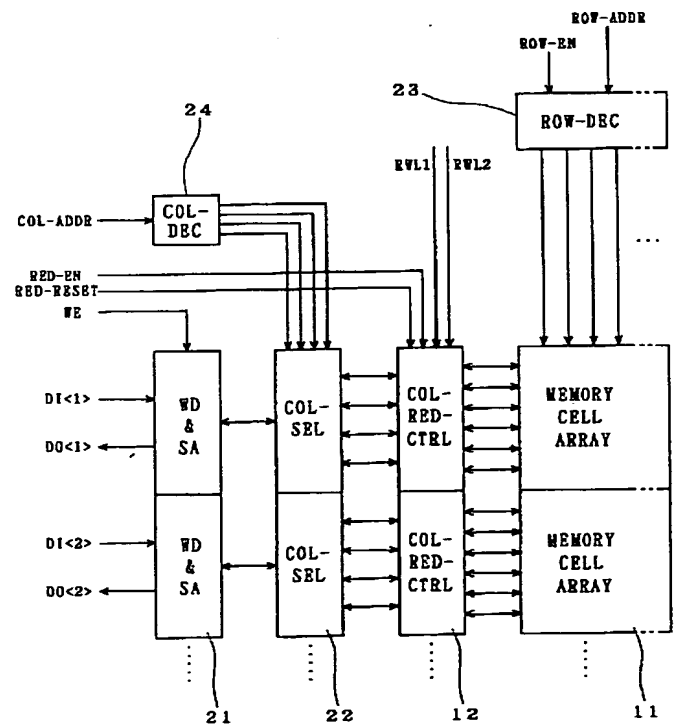 ROW-ADDR
ROW-EN
23
ROW-DEC
24
RWL1 RWL2
COL-ADDR
COL-
DEC
...
RED-EN
RED-RESET
WE
DI<1>
DO<1>
WD
&
SA
COL-
SEL
COL-
RED-
CTRL
MEMORY
CELL
ARRAY
DI<2>
DO<2>
WD
&
SA
COL-
SEL
COL-
RED-
CTRL
MEMORY
CELL
ARRAY
21
22
12
11